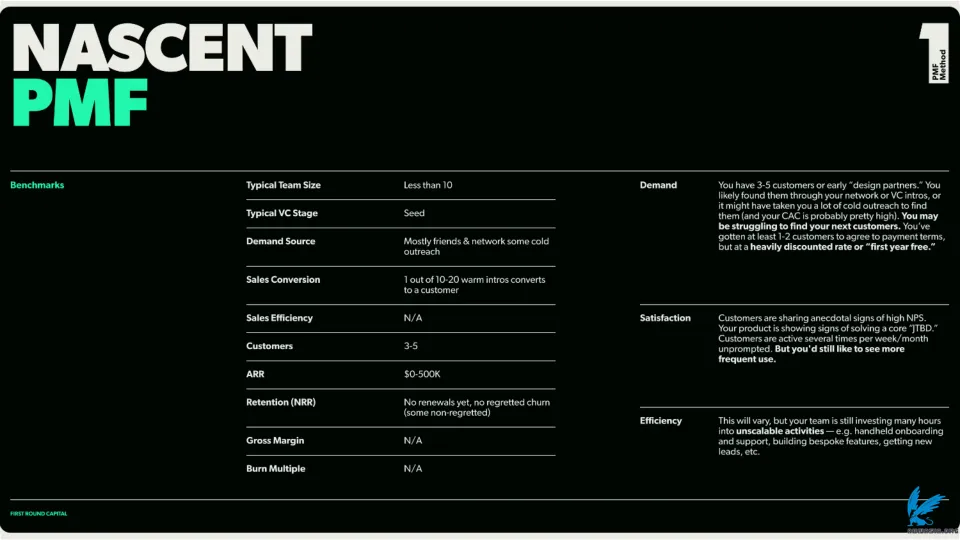 NASCENT
PMF
1
PMF
Method
Benchmarks
Typical Team Size
Less than 10
Typical VC Stage
Seed
Demand Source
Mostly friends & network some cold
outreach
Sales Conversion
1 out of 10-20 warm intros converts
to a customer
Sales Efficiency
N/A
Customers
3-5
ARR
$0-500K
Retention (NRR)
No renewals yet, no regretted churn
(some non-regretted)
Gross Margin
N/A
Burn Multiple
N/A
Demand
You have 3-5 customers or early “design partners.” You
likely found them through your network or VC intros, or
it might have taken you a lot of cold outreach to find
them (and your CAC is probably pretty high). You may
be struggling to find your next customers. You’ve
gotten at least 1-2 customers to agree to payment terms,
but at a heavily discounted rate or “first year free.”
Satisfaction
Customers are sharing anecdotal signs of high NPS.
Your product is showing signs of solving a core “JTBD.”
Customers are active several times per week/month
unprompted. But you'd still like to see more
frequent use.
Efficiency
This will vary, but your team is still investing many hours
into unscalable activities — e.g. handheld onboarding
and support, building bespoke features, getting new
leads, etc.
FIRST ROUND CAPITAL